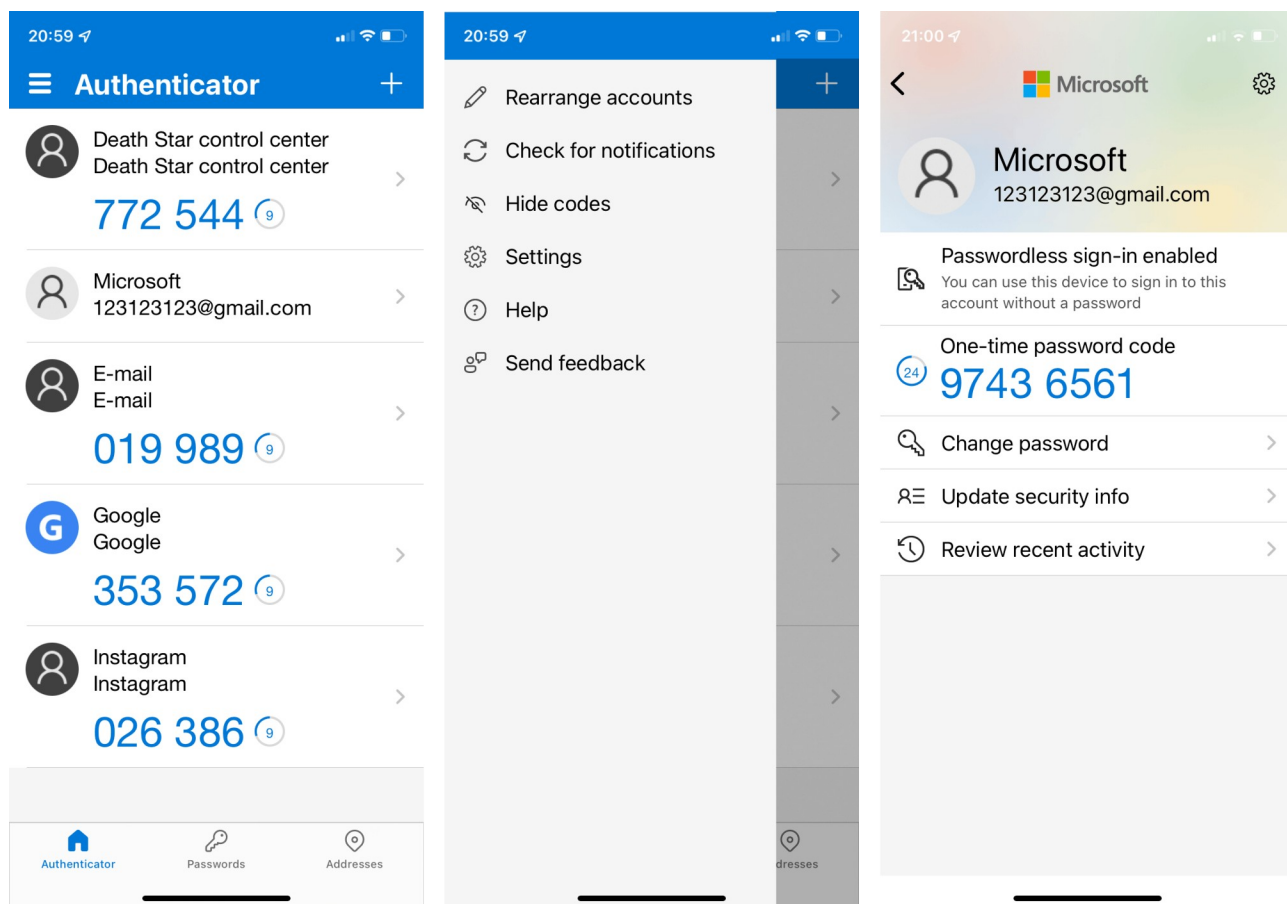 20:59
Authenticator
Death Star control center
Death Star control center
772 544 9
Microsoft
123123123@gmail.com
E-mail
E-mail
019 989 9
G
Google
Google
353 572 9
Instagram
Instagram
026 386 9
Authenticator Passwords Addresses
20:59
Rearrange accounts
Check for notifications
Hide codes
Settings
? Help
Send feedback
dresses
21:00
Microsoft
Microsoft
123123123@gmail.com
Passwordless sign-in enabled
You can use this device to sign in to this
account without a password
One-time password code
24 9743 6561
Change password
Update security info
Review recent activity